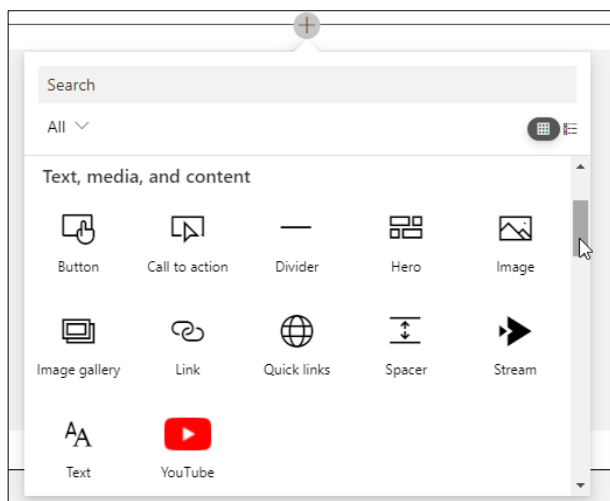 Search
All
Text, media, and content
Button Call to action Divider Hero Image
Image gallery Link Quick links Spacer Stream
AA
Text YouTube